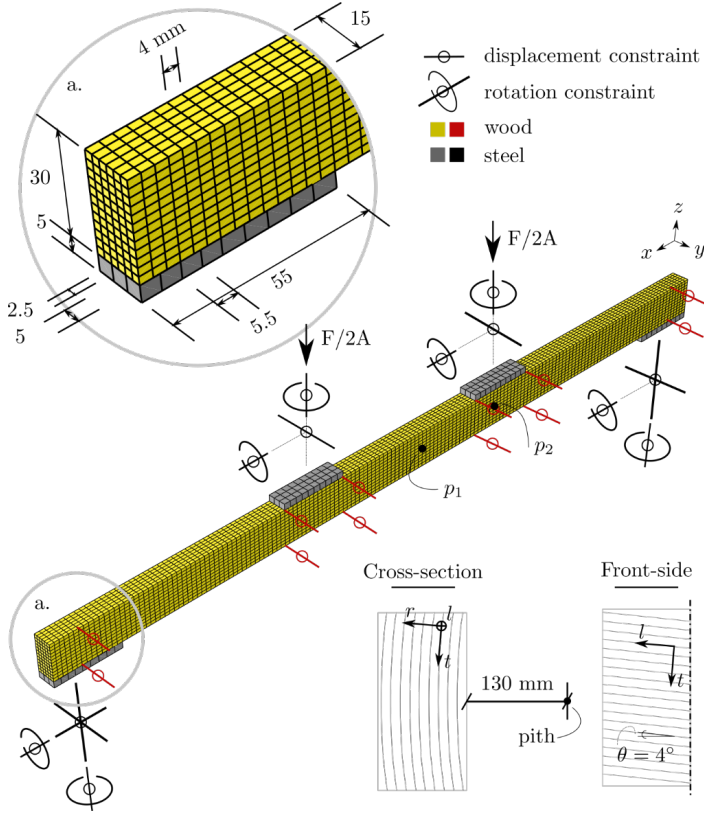 15
4 mm
a.
displacement constraint
rotation constraint
wood
steel
30
5
55
5.5
2.5
5
z
x
y
F/2A
F/2A
p2
p1
a.
Cross-section
Front-side
r
l
t
130 mm
pith
l
t
θ = 4°